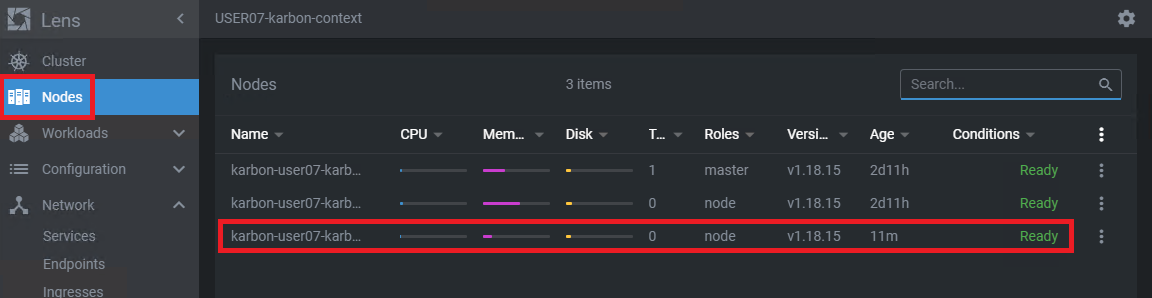 Lens
USER07-karbon-context
Cluster
Nodes
Workloads
Configuration
Network
Services
Endpoints
Ingresses
Nodes 3 items Search...
Name CPU Mem... Disk T... Roles Versi... Age Conditions
karbon-user07-karb... 1 master v1.18.15 2d11h Ready
karbon-user07-karb... 0 node v1.18.15 2d11h Ready
karbon-user07-karb... 0 node v1.18.15 11m Ready